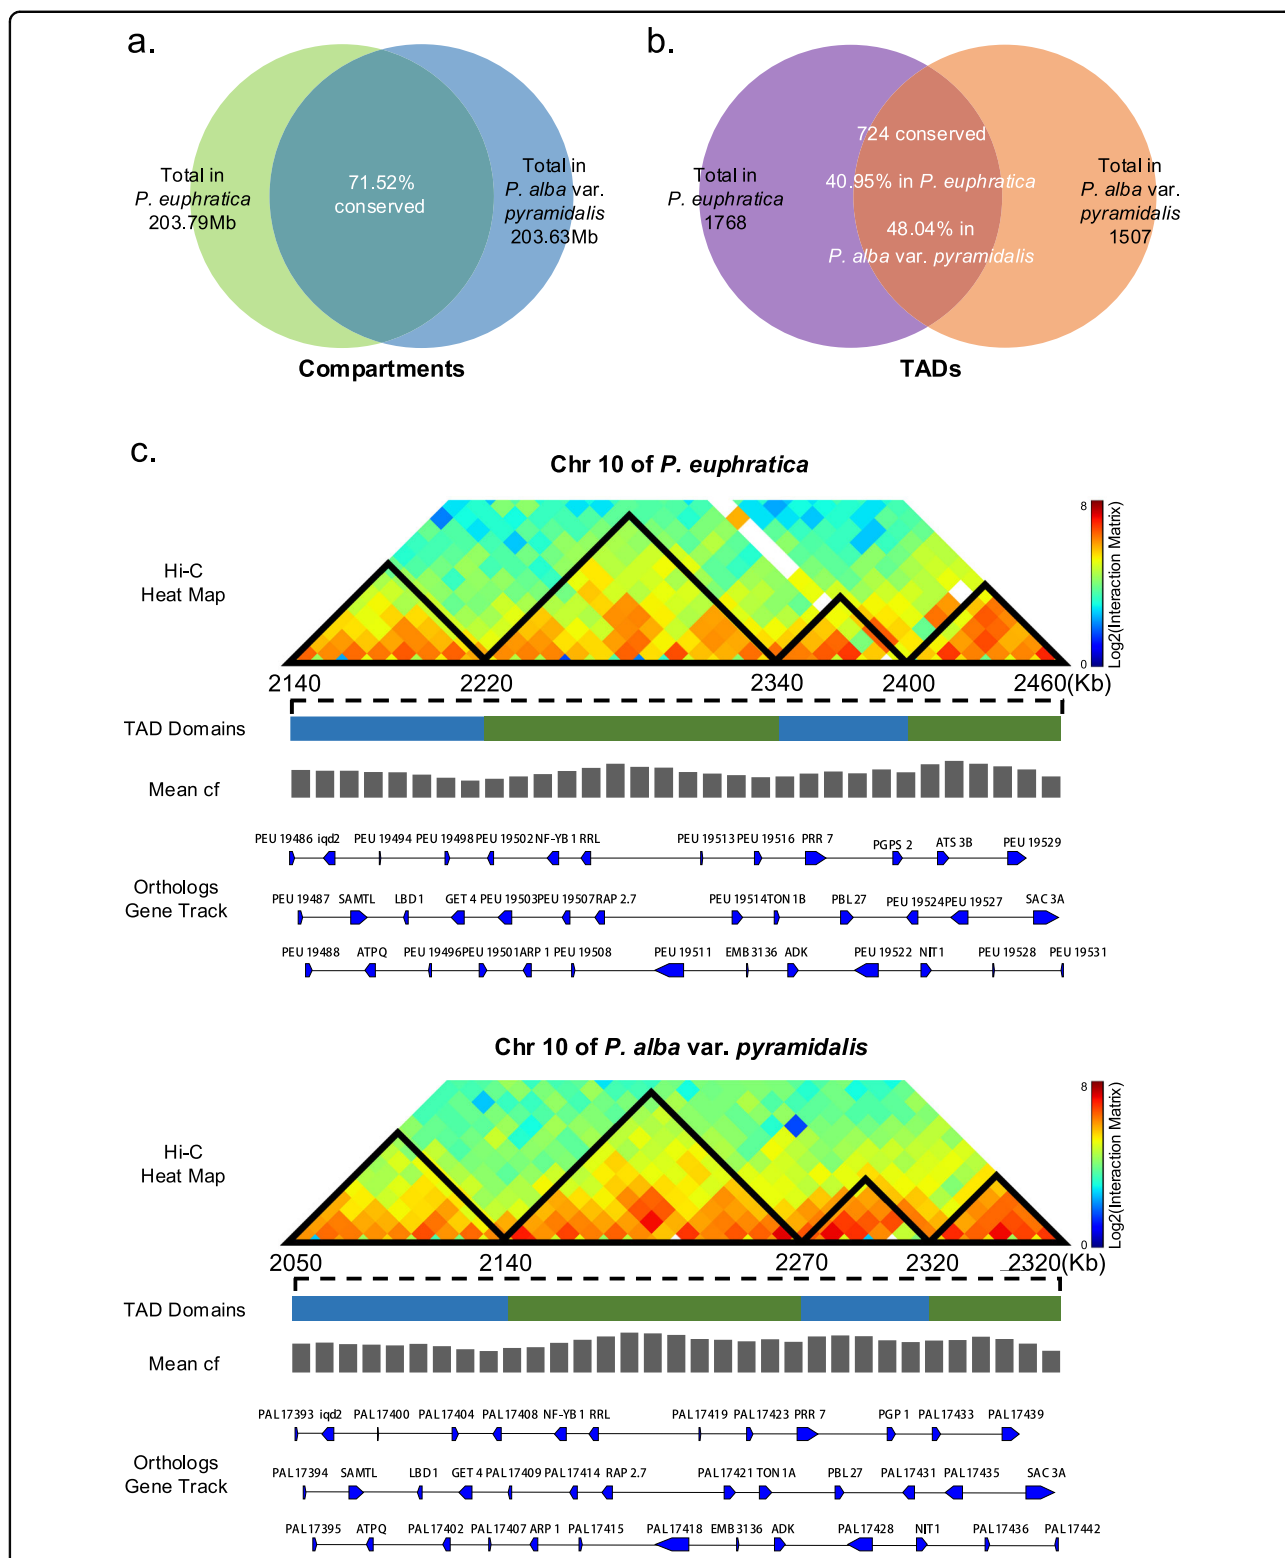 a.
Total in
P. euphratica
203.79Mb
71.52%
conserved
Total in
P. alba var.
pyramidalis
203.63Mb
Compartments
b.
Total in
P. euphratica
1768
724 conserved
40.95% in P. euphratica
48.04% in
P. alba var. pyramidalis
Total in
P. alba var.
pyramidalis
1507
TADs
c.
Chr 10 of P. euphratica
Hi-C
Heat Map
8
0
Log2(Interaction Matrix)
2140 2220 2340 2400 2460(Kb)
TAD Domains
Mean cf
Orthologs
Gene Track
PEU 19486 iqd2 PEU 19494 PEU 19498 PEU 19502 NF-YB 1 RRL PEU 19513 PEU 19516 PRR 7 PGPS 2 ATS 3B PEU 19529
PEU 19487 SAMTL LBD 1 GET 4 PEU 19503 PEU 19507 RAP 2.7 PEU 19514 TON 1B PBL 27 PEU 19524 PEU 19527 SAC 3A
PEU 19488 ATPQ PEU 19496 PEU 19501 ARP 1 PEU 19508 PEU 19511 EMB 3136 ADK PEU 19522 NIT1 PEU 19528 PEU 19531
Chr 10 of P. alba var. pyramidalis
Hi-C
Heat Map
8
0
Log2(Interaction Matrix)
2050 2140 2270 2320 2320(Kb)
TAD Domains
Mean cf
Orthologs
Gene Track
PAL 17393 iqd2 PAL 17400 PAL 17404 PAL 17408 NF-YB 1 RRL PAL 17419 PAL 17423 PRR 7 PGP 1 PAL 17433 PAL 17439
PAL 17394 SAMTL LBD 1 GET 4 PAL 17409 PAL 17414 RAP 2.7 PAL 17421 TON 1A PBL 27 PAL 17431 PAL 17435 SAC 3A
PAL 17395 ATPQ PAL 17402 PAL 17407 ARP 1 PAL 17415 PAL 17418 EMB 3136 ADK PAL 17428 NIT1 PAL 17436 PAL 17442